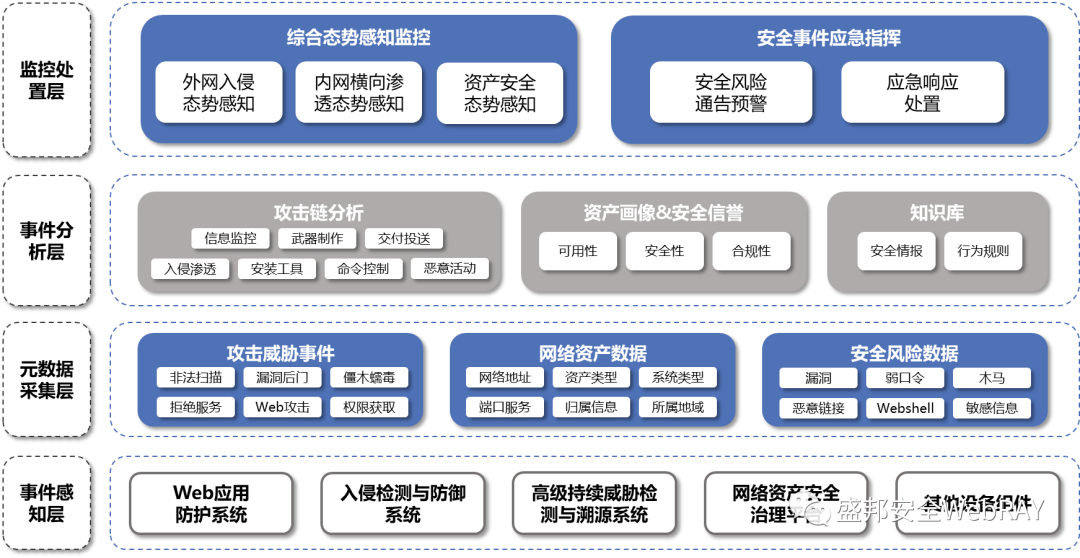 监控处
置层
综合态势感知监控
外网入侵
态势感知
内网横向渗
透态势感知
资产安全
态势感知
安全事件应急指挥
安全风险
通告预警
应急响应
处置
事件分
析层
攻击链分析
信息监控
武器制作
交付投送
入侵渗透
安装工具
命令控制
恶意活动
资产画像&安全信誉
可用性
安全性
合规性
知识库
安全情报
行为规则
元数据
采集层
攻击威胁事件
非法扫描
漏洞后门
僵木蠕毒
拒绝服务
Web攻击
权限获取
网络资产数据
网络地址
资产类型
系统类型
端口服务
归属信息
所属地域
安全风险数据
漏洞
弱口令
木马
恶意链接
Webshell
敏感信息
事件感
知层
Web应用
防护系统
入侵检测与防御
系统
高级持续威胁检
测与溯源系统
网络资产安全
治理平台
其他设备组件
盛邦安全WebRAY